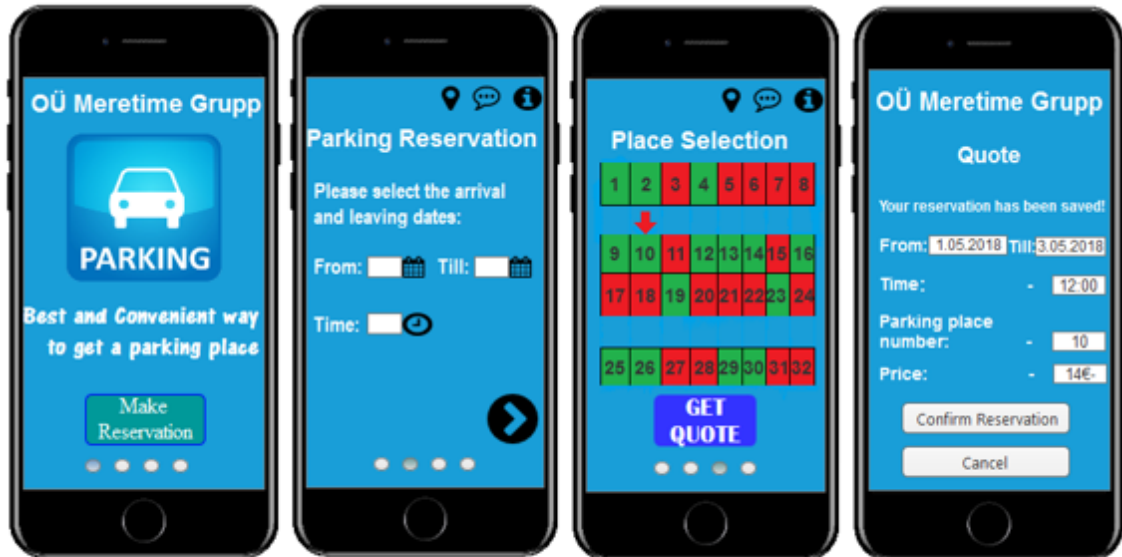 OÜ Meretime Grupp
PARKING
Best and Convenient way
to get a parking place
Make
Reservation
Parking Reservation
Please select the arrival
and leaving dates:
From: Till:
Time:
Place Selection
1 2 3 4 5 6 7 8
9 10 11 12 13 14 15 16
17 18 19 20 21 22 23 24
25 26 27 28 29 30 31 32
GET
QUOTE
OÜ Meretime Grupp
Quote
Your reservation has been saved!
From: 1.05.2018 Till: 3.05.2018
Time: - 12:00
Parking place
number: - 10
Price: - 14€-
Confirm Reservation
Cancel